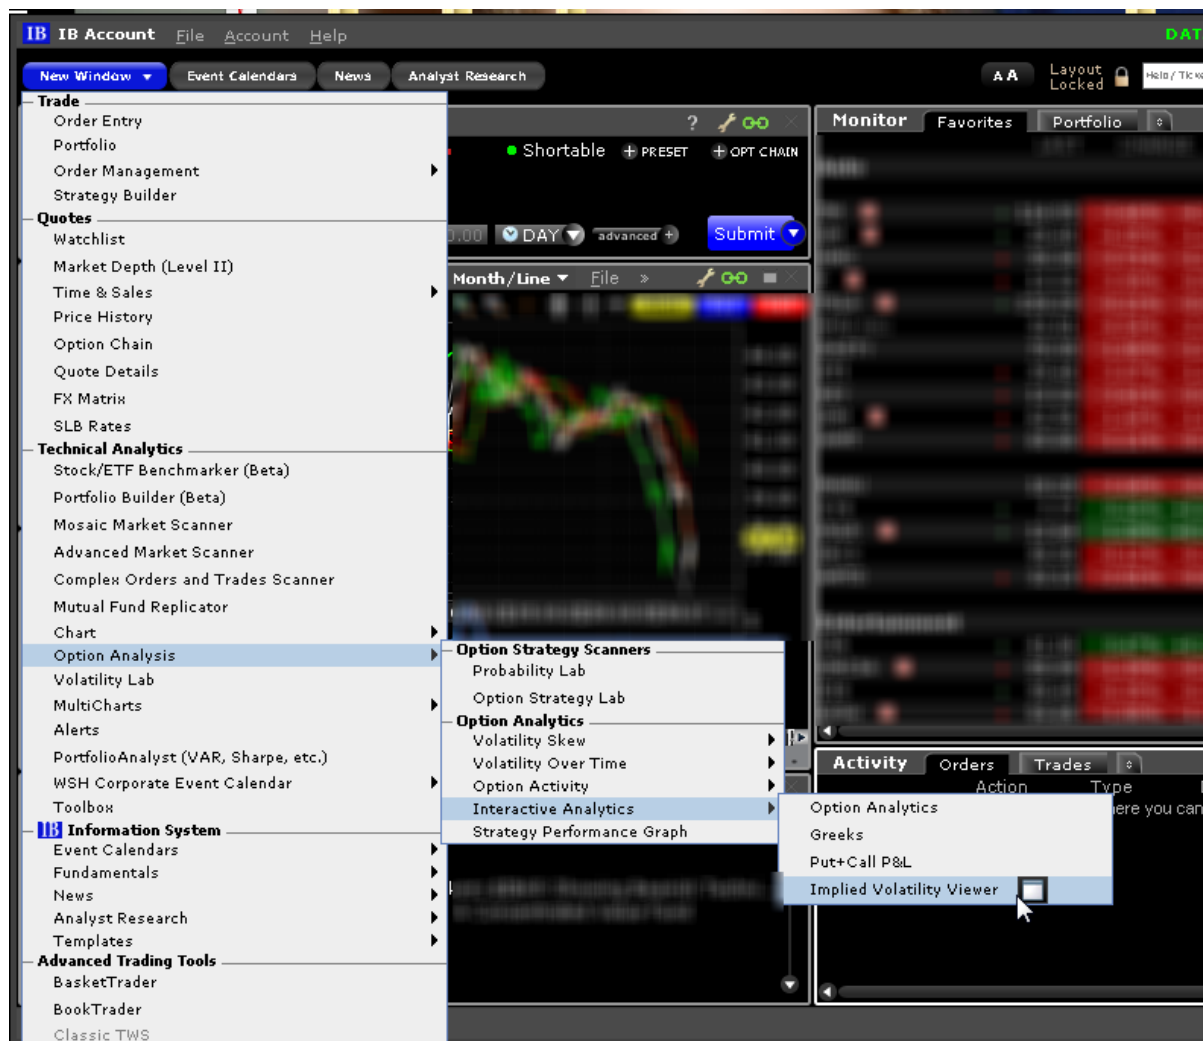 IB IB Account File Account Help DAT
New Window Event Calendars News Analyst Research AA Layout Locked
Trade
Order Entry
Portfolio
Order Management
Strategy Builder
Quotes
Watchlist
Market Depth (Level II)
Time & Sales
Price History
Option Chain
Quote Details
FX Matrix
SLB Rates
Technical Analytics
Stock/ETF Benchmarker (Beta)
Portfolio Builder (Beta)
Mosaic Market Scanner
Advanced Market Scanner
Complex Orders and Trades Scanner
Mutual Fund Replicator
Chart
Option Analysis
Volatility Lab
MultiCharts
Alerts
PortfolioAnalyst (VAR, Sharpe, etc.)
WSH Corporate Event Calendar
Toolbox
IB Information System
Event Calendars
Fundamentals
News
Analyst Research
Templates
Advanced Trading Tools
BasketTrader
BookTrader
Classic TWS
?
Shortable + PRESET + OPT CHAIN
0.00 DAY advanced + Submit
Month/Line File »
Option Strategy Scanners
Probability Lab
Option Strategy Lab
Option Analytics
Volatility Skew
Volatility Over Time
Option Activity
Interactive Analytics
Strategy Performance Graph
Option Analytics
Greeks
Put+Call P&L
Implied Volatility Viewer
Monitor Favorites Portfolio
Activity Orders Trades
Action Type
here you can